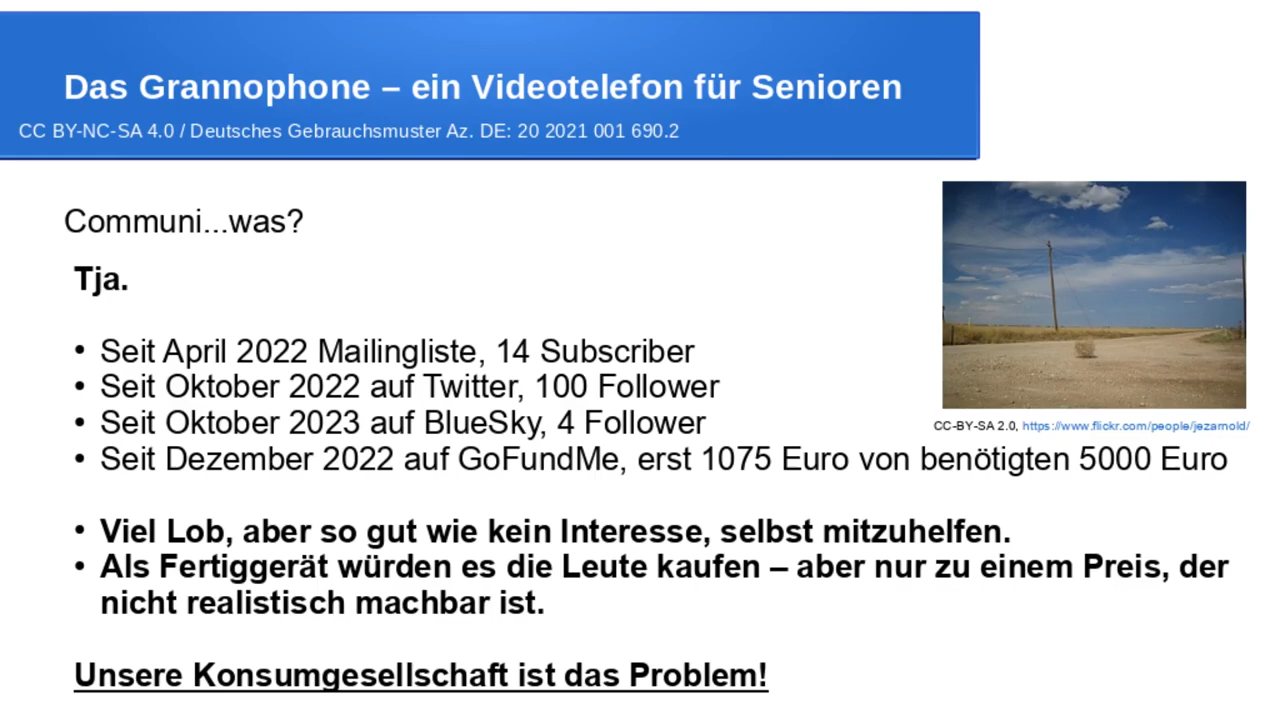 Das Grannophone – ein Videotelefon für Senioren
CC BY-NC-SA 4.0 / Deutsches Gebrauchsmuster Az. DE: 20 2021 001 690.2
Communi...was?
Tja.
• Seit April 2022 Mailingliste, 14 Subscriber
• Seit Oktober 2022 auf Twitter, 100 Follower
• Seit Oktober 2023 auf BlueSky, 4 Follower
CC-BY-SA 2.0, https://www.flickr.com/people/jezarnold/
• Seit Dezember 2022 auf GoFundMe, erst 1075 Euro von benötigten 5000 Euro
• Viel Lob, aber so gut wie kein Interesse, selbst mitzuhelfen.
• Als Fertiggerät würden es die Leute kaufen – aber nur zu einem Preis, der
nicht realistisch machbar ist.
Unsere Konsumgesellschaft ist das Problem!